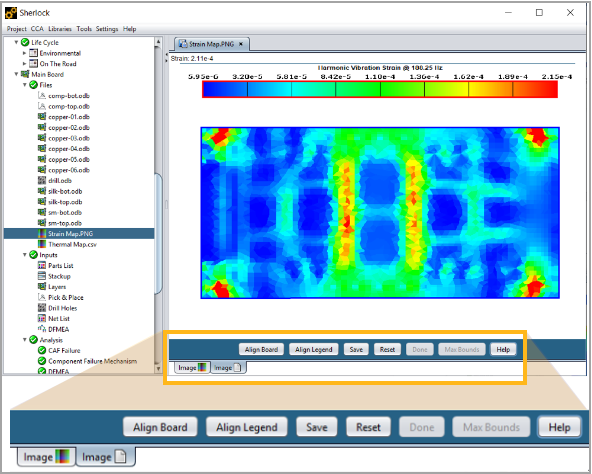 Sherlock
Project CCA Libraries Tools Settings Help
Life Cycle
Environmental
On The Road
Main Board
Files
comp-bot.odb
comp-top.odb
copper-01.odb
copper-02.odb
copper-03.odb
copper-04.odb
copper-05.odb
copper-06.odb
drill.odb
silk-bot.odb
silk-top.odb
sm-bot.odb
sm-top.odb
Strain Map.PNG
Thermal Map.csv
Inputs
Parts List
Stackup
Layers
Pick & Place
Drill Holes
Net List
DFMEA
Analysis
CAF Failure
Component Failure Mechanism
DFMEA
Strain Map.PNG
Strain: 2.11e-4
Harmonic Vibration Strain @ 100.25 Hz
5.95e-6 3.20e-5 5.81e-5 8.42e-5 1.10e-4 1.36e-4 1.62e-4 1.89e-4 2.15e-4
Align Board Align Legend Save Reset Done Max Bounds Help
Image Image
Align Board Align Legend Save Reset Done Max Bounds Help
Image Image